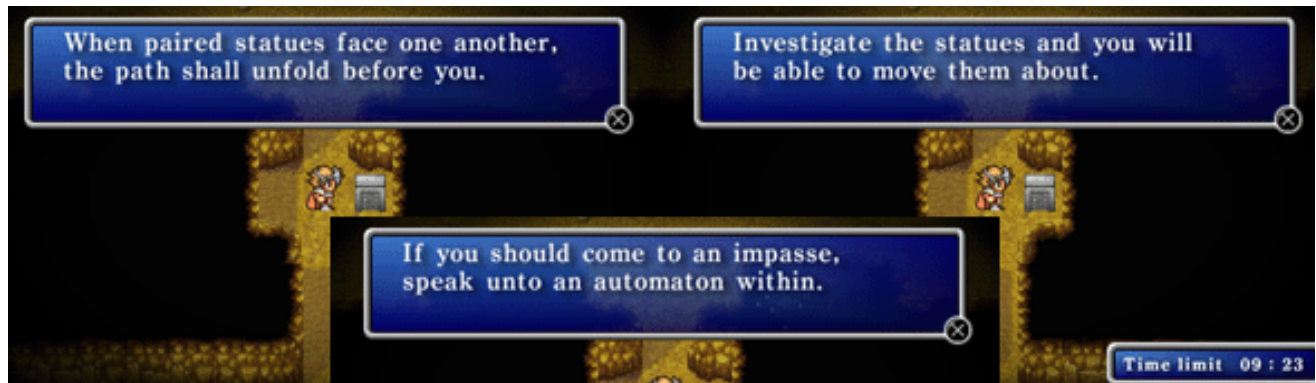 When paired statues face one another,
the path shall unfold before you.
Investigate the statues and you will
be able to move them about.
If you should come to an impasse,
speak unto an automaton within.
Time limit 09 : 23